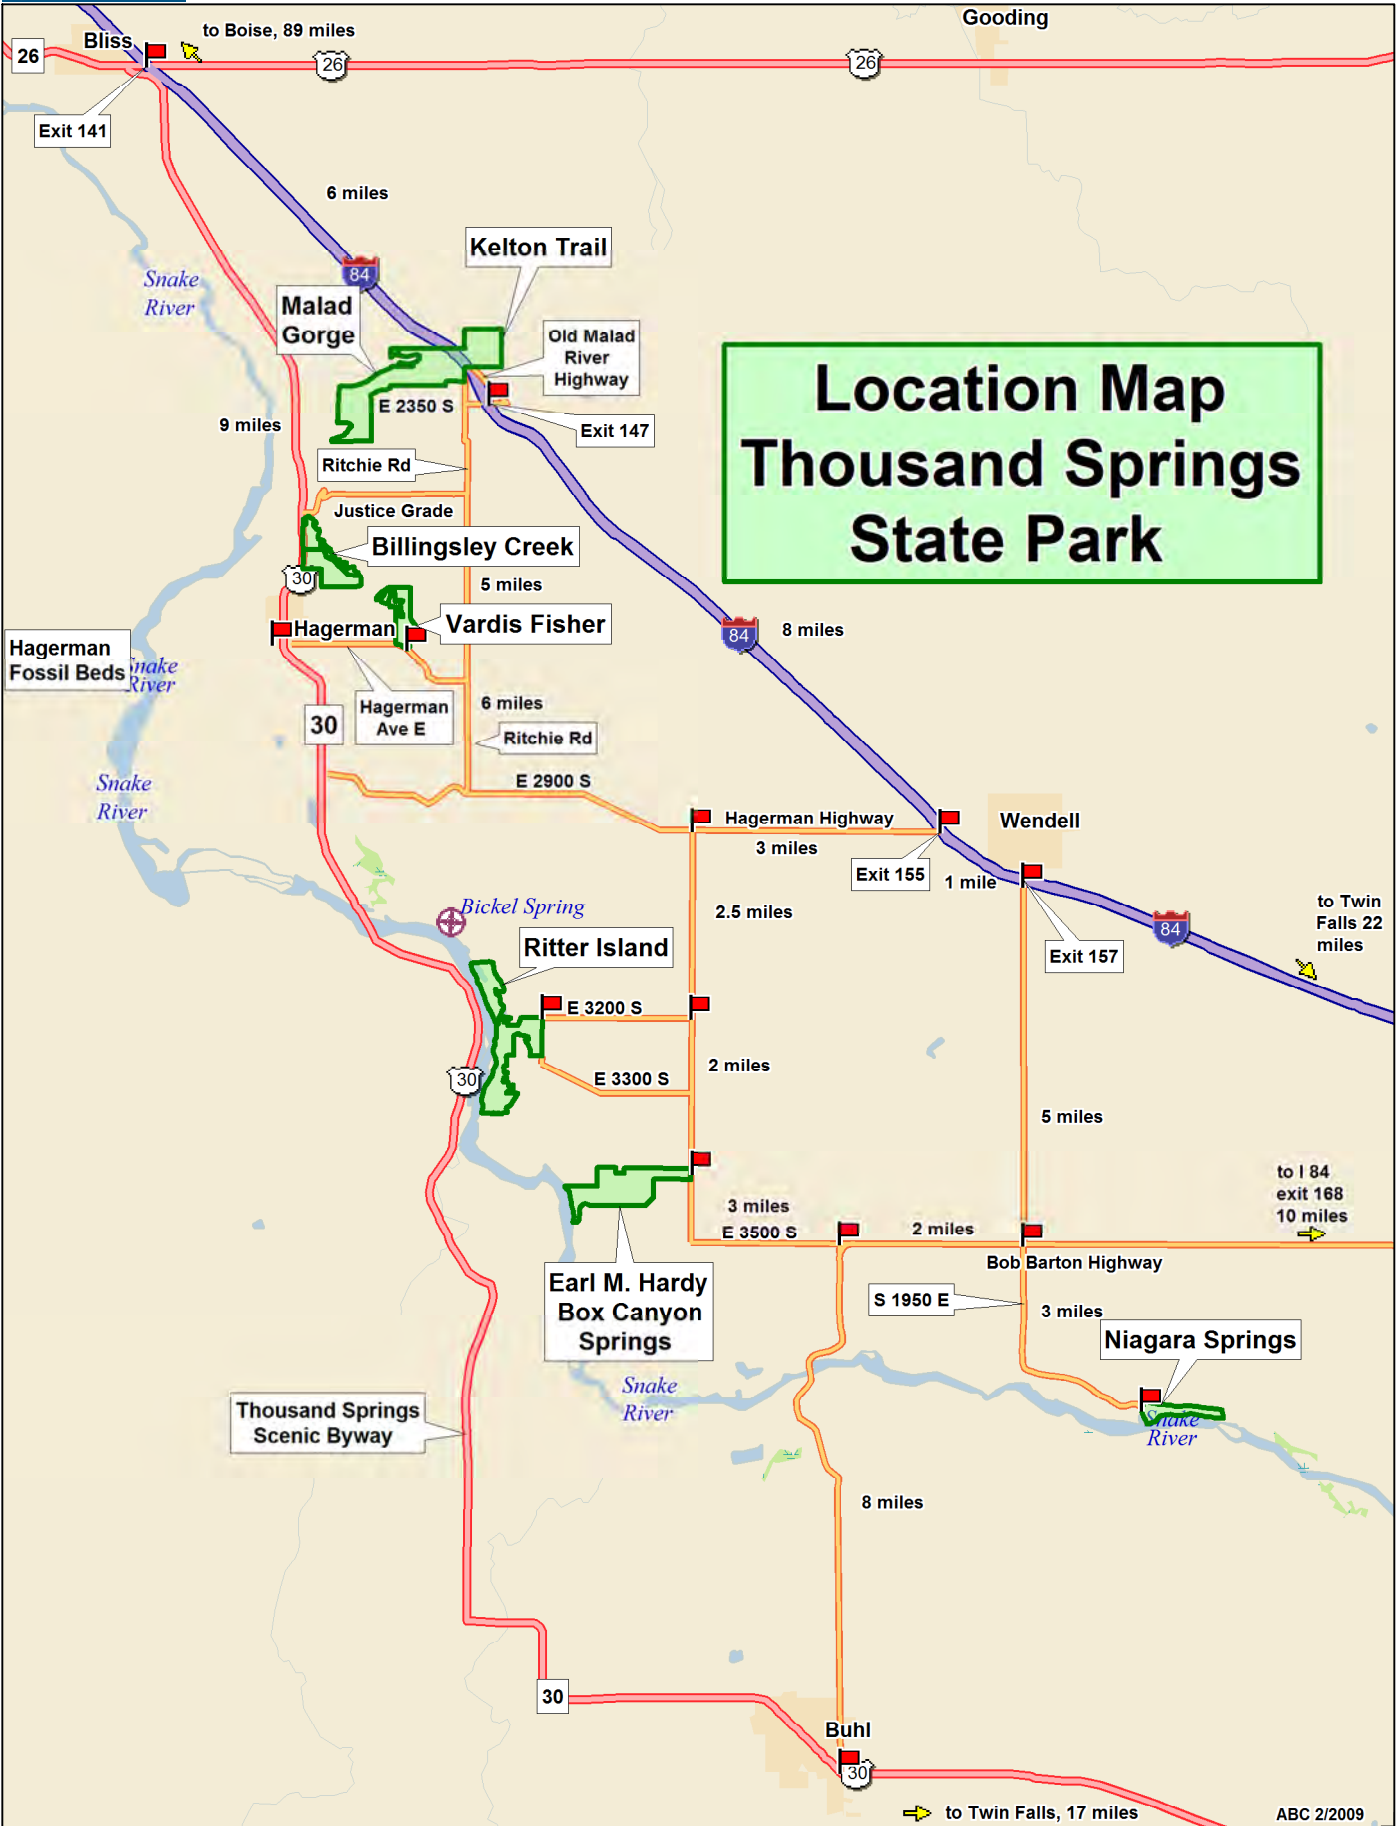 Gooding
to Boise, 89 miles
Bliss
26
26
26
Exit 141
6 miles
Kelton Trail
Snake
River
84
Malad
Gorge
Old Malad
River
Highway
Location Map
Thousand Springs
State Park
E 2350 S
9 miles
Exit 147
Ritchie Rd
Justice Grade
Billingsley Creek
30
5 miles
Hagerman
Vardis Fisher
84
8 miles
Hagerman
Fossil Beds
Snake
River
Hagerman
Ave E
6 miles
30
Ritchie Rd
Snake
River
E 2900 S
Hagerman Highway
3 miles
Wendell
Exit 155
1 mile
Bickel Spring
2.5 miles
to Twin
Falls 22
miles
84
Exit 157
Ritter Island
E 3200 S
2 miles
30
E 3300 S
5 miles
to I 84
exit 168
10 miles
3 miles
E 3500 S
2 miles
Bob Barton Highway
Earl M. Hardy
Box Canyon
Springs
S 1950 E
3 miles
Niagara Springs
Snake
River
Thousand Springs
Scenic Byway
Snake
River
8 miles
30
Buhl
30
to Twin Falls, 17 miles
ABC 2/2009